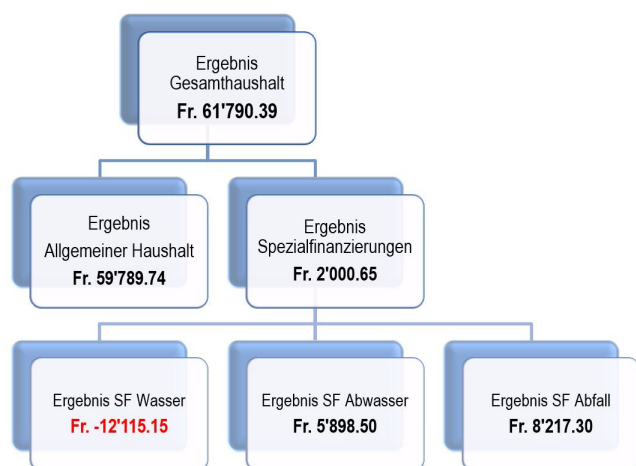 Ergebnis
Gesamthaushalt
Fr. 61'790.39
Ergebnis
Allgemeiner Haushalt
Fr. 59'789.74
Ergebnis
Spezialfinanzierungen
Fr. 2'000.65
Ergebnis SF Wasser
Fr. -12'115.15
Ergebnis SF Abwasser
Fr. 5'898.50
Ergebnis SF Abfall
Fr. 8'217.30